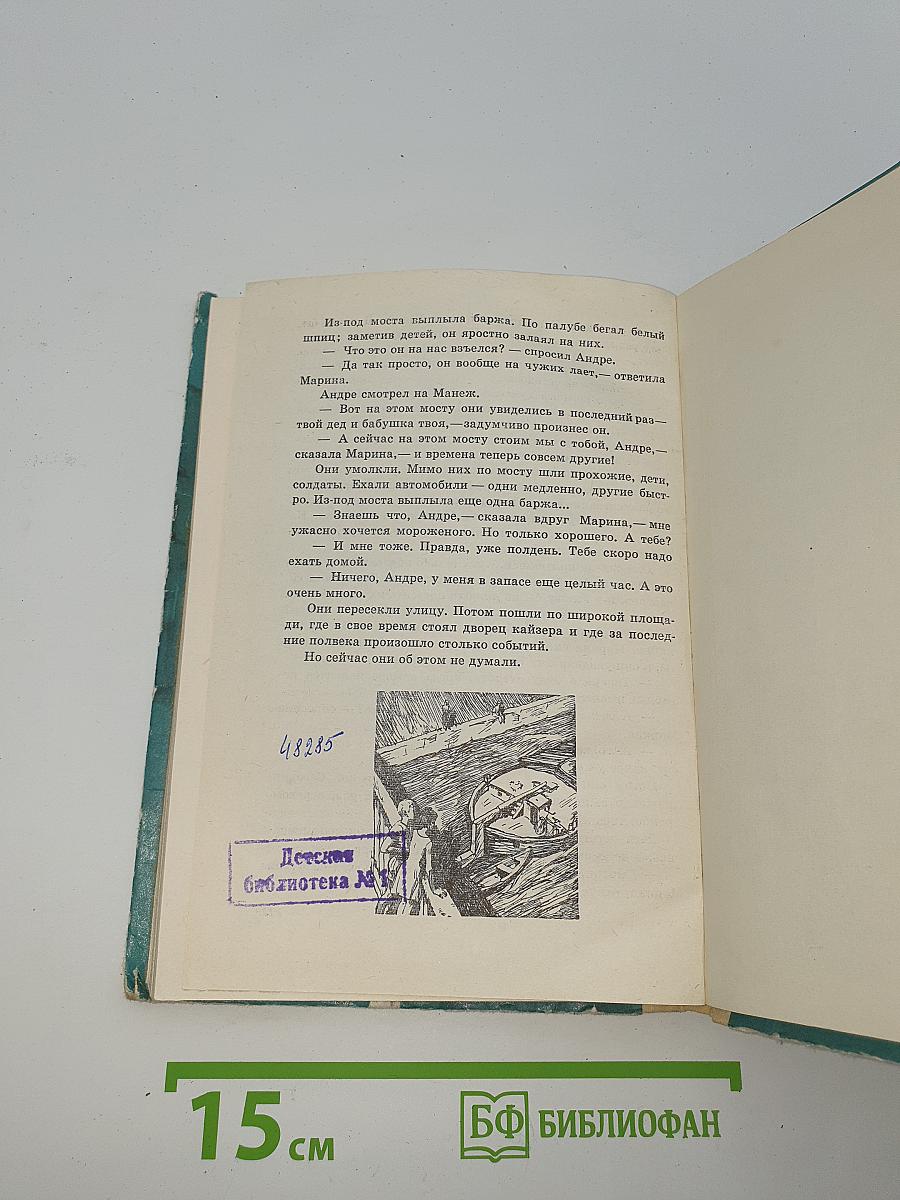 Из-под моста выплыла баржа. По палубе бегал белый
шпиц; заметив детей, он яростно залаял на них.
— Что это он на нас взъелся? — спросил Андре.
— Да так просто, он вообще на чужих лает,— ответила
Марина.
Андре смотрел на Манеж.
— Вот на этом мосту они увиделись в последний раз—
твой дед и бабушка твоя,—задумчиво произнес он.
— А сейчас на этом мосту стоим мы с тобой, Андре,—
сказала Марина,— и времена теперь совсем другие!
Они умолкли. Мимо них по мосту шли прохожие, дети,
солдаты. Ехали автомобили — одни медленно, другие быст-
ро. Из-под моста выплыла еще одна баржа...
— Знаешь что, Андре,— сказала вдруг Марина,— мне
ужасно хочется мороженого. Но только хорошего. А тебе?
— И мне тоже. Правда, уже полдень. Тебе скоро надо
ехать домой.
— Ничего, Андре, у меня в запасе еще целый час. А это
очень много.
Они пересекли улицу. Потом пошли по широкой площа-
ди, где в свое время стоял дворец кайзера и где за послед-
ние полвека произошло столько событий.
Но сейчас они об этом не думали.
48285
Детская
библиотека №1
15 см
БФ БИБЛИОФАН